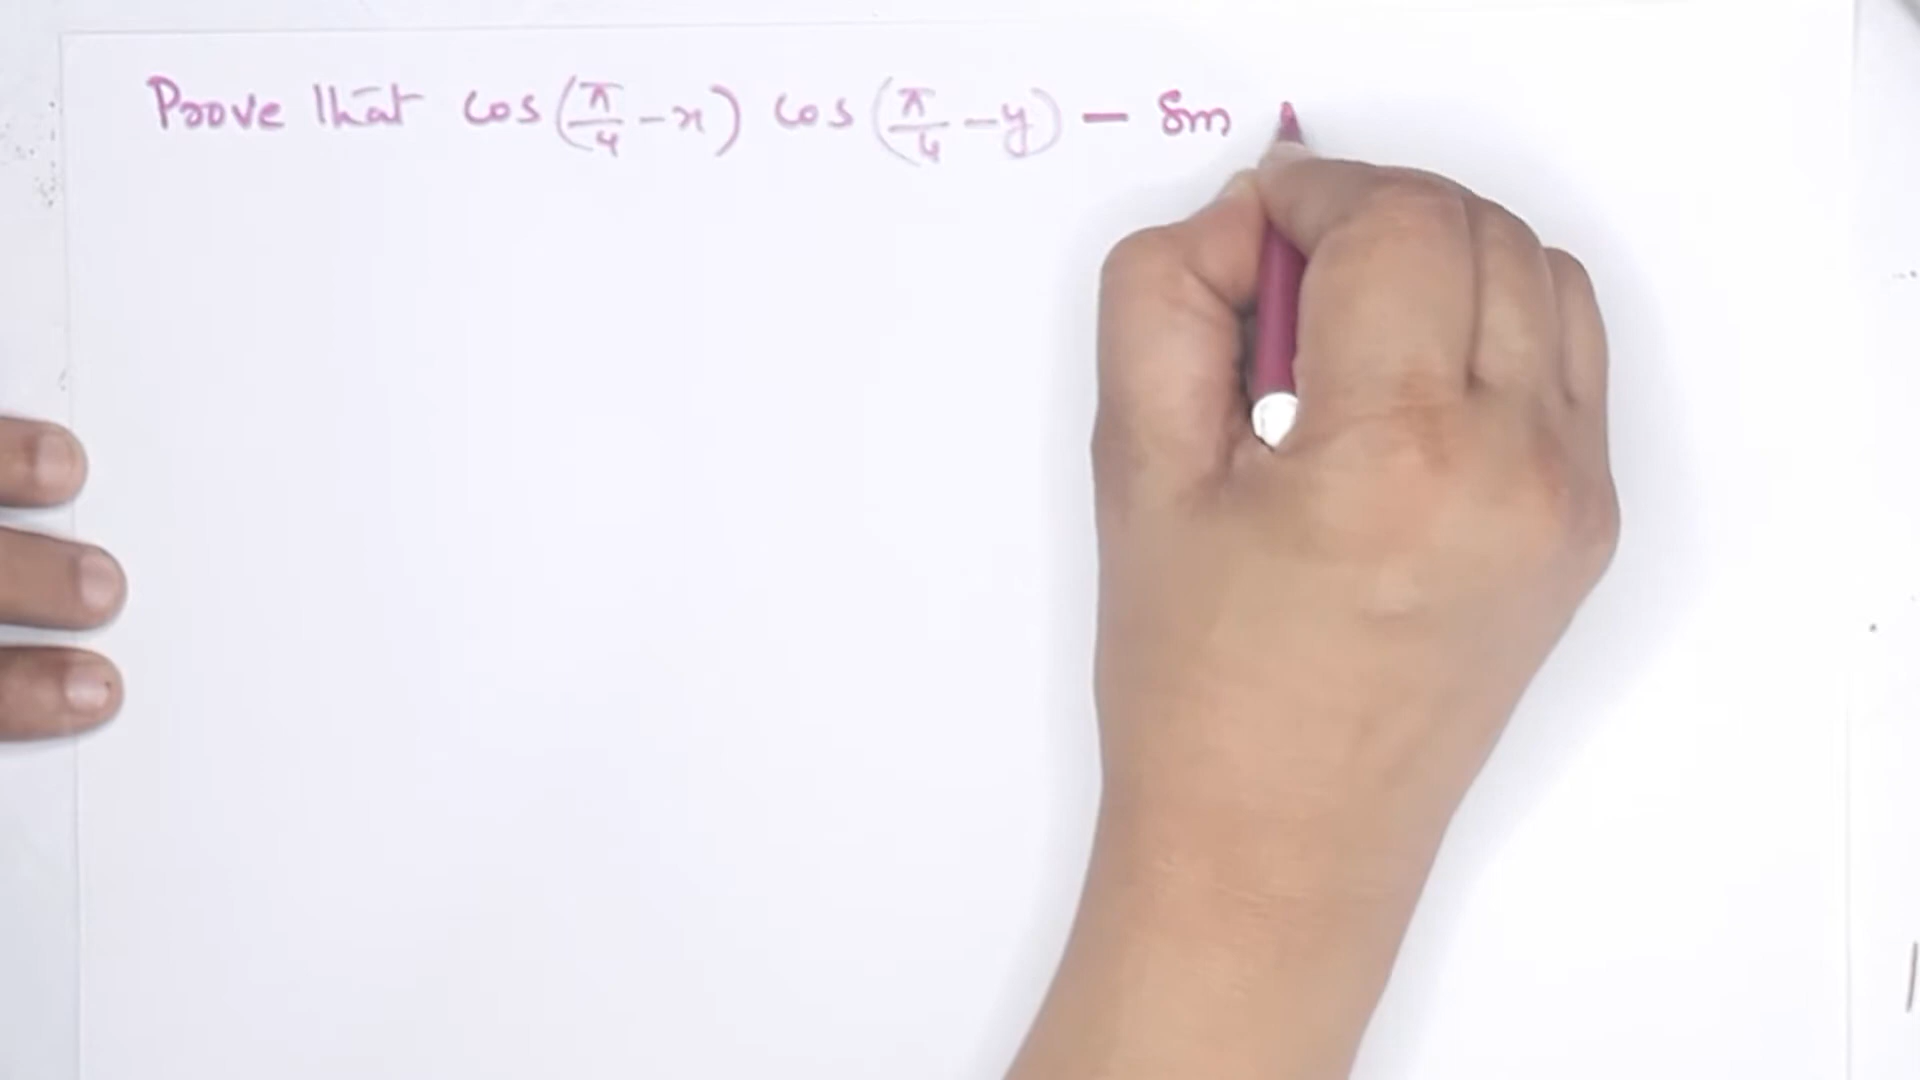 Prove that cos(π/4 - x) cos(π/4 - y) - sin